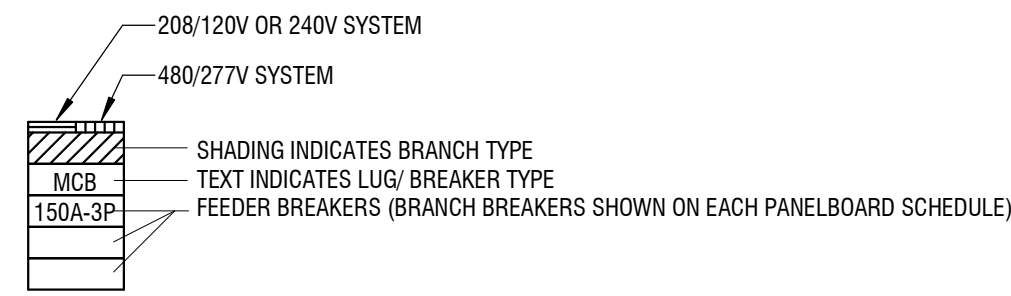 208/120V OR 240V SYSTEM
480/277V SYSTEM
SHADING INDICATES BRANCH TYPE
MCB
TEXT INDICATES LUG/ BREAKER TYPE
150A-3P
FEEDER BREAKERS (BRANCH BREAKERS SHOWN ON EACH PANELBOARD SCHEDULE)